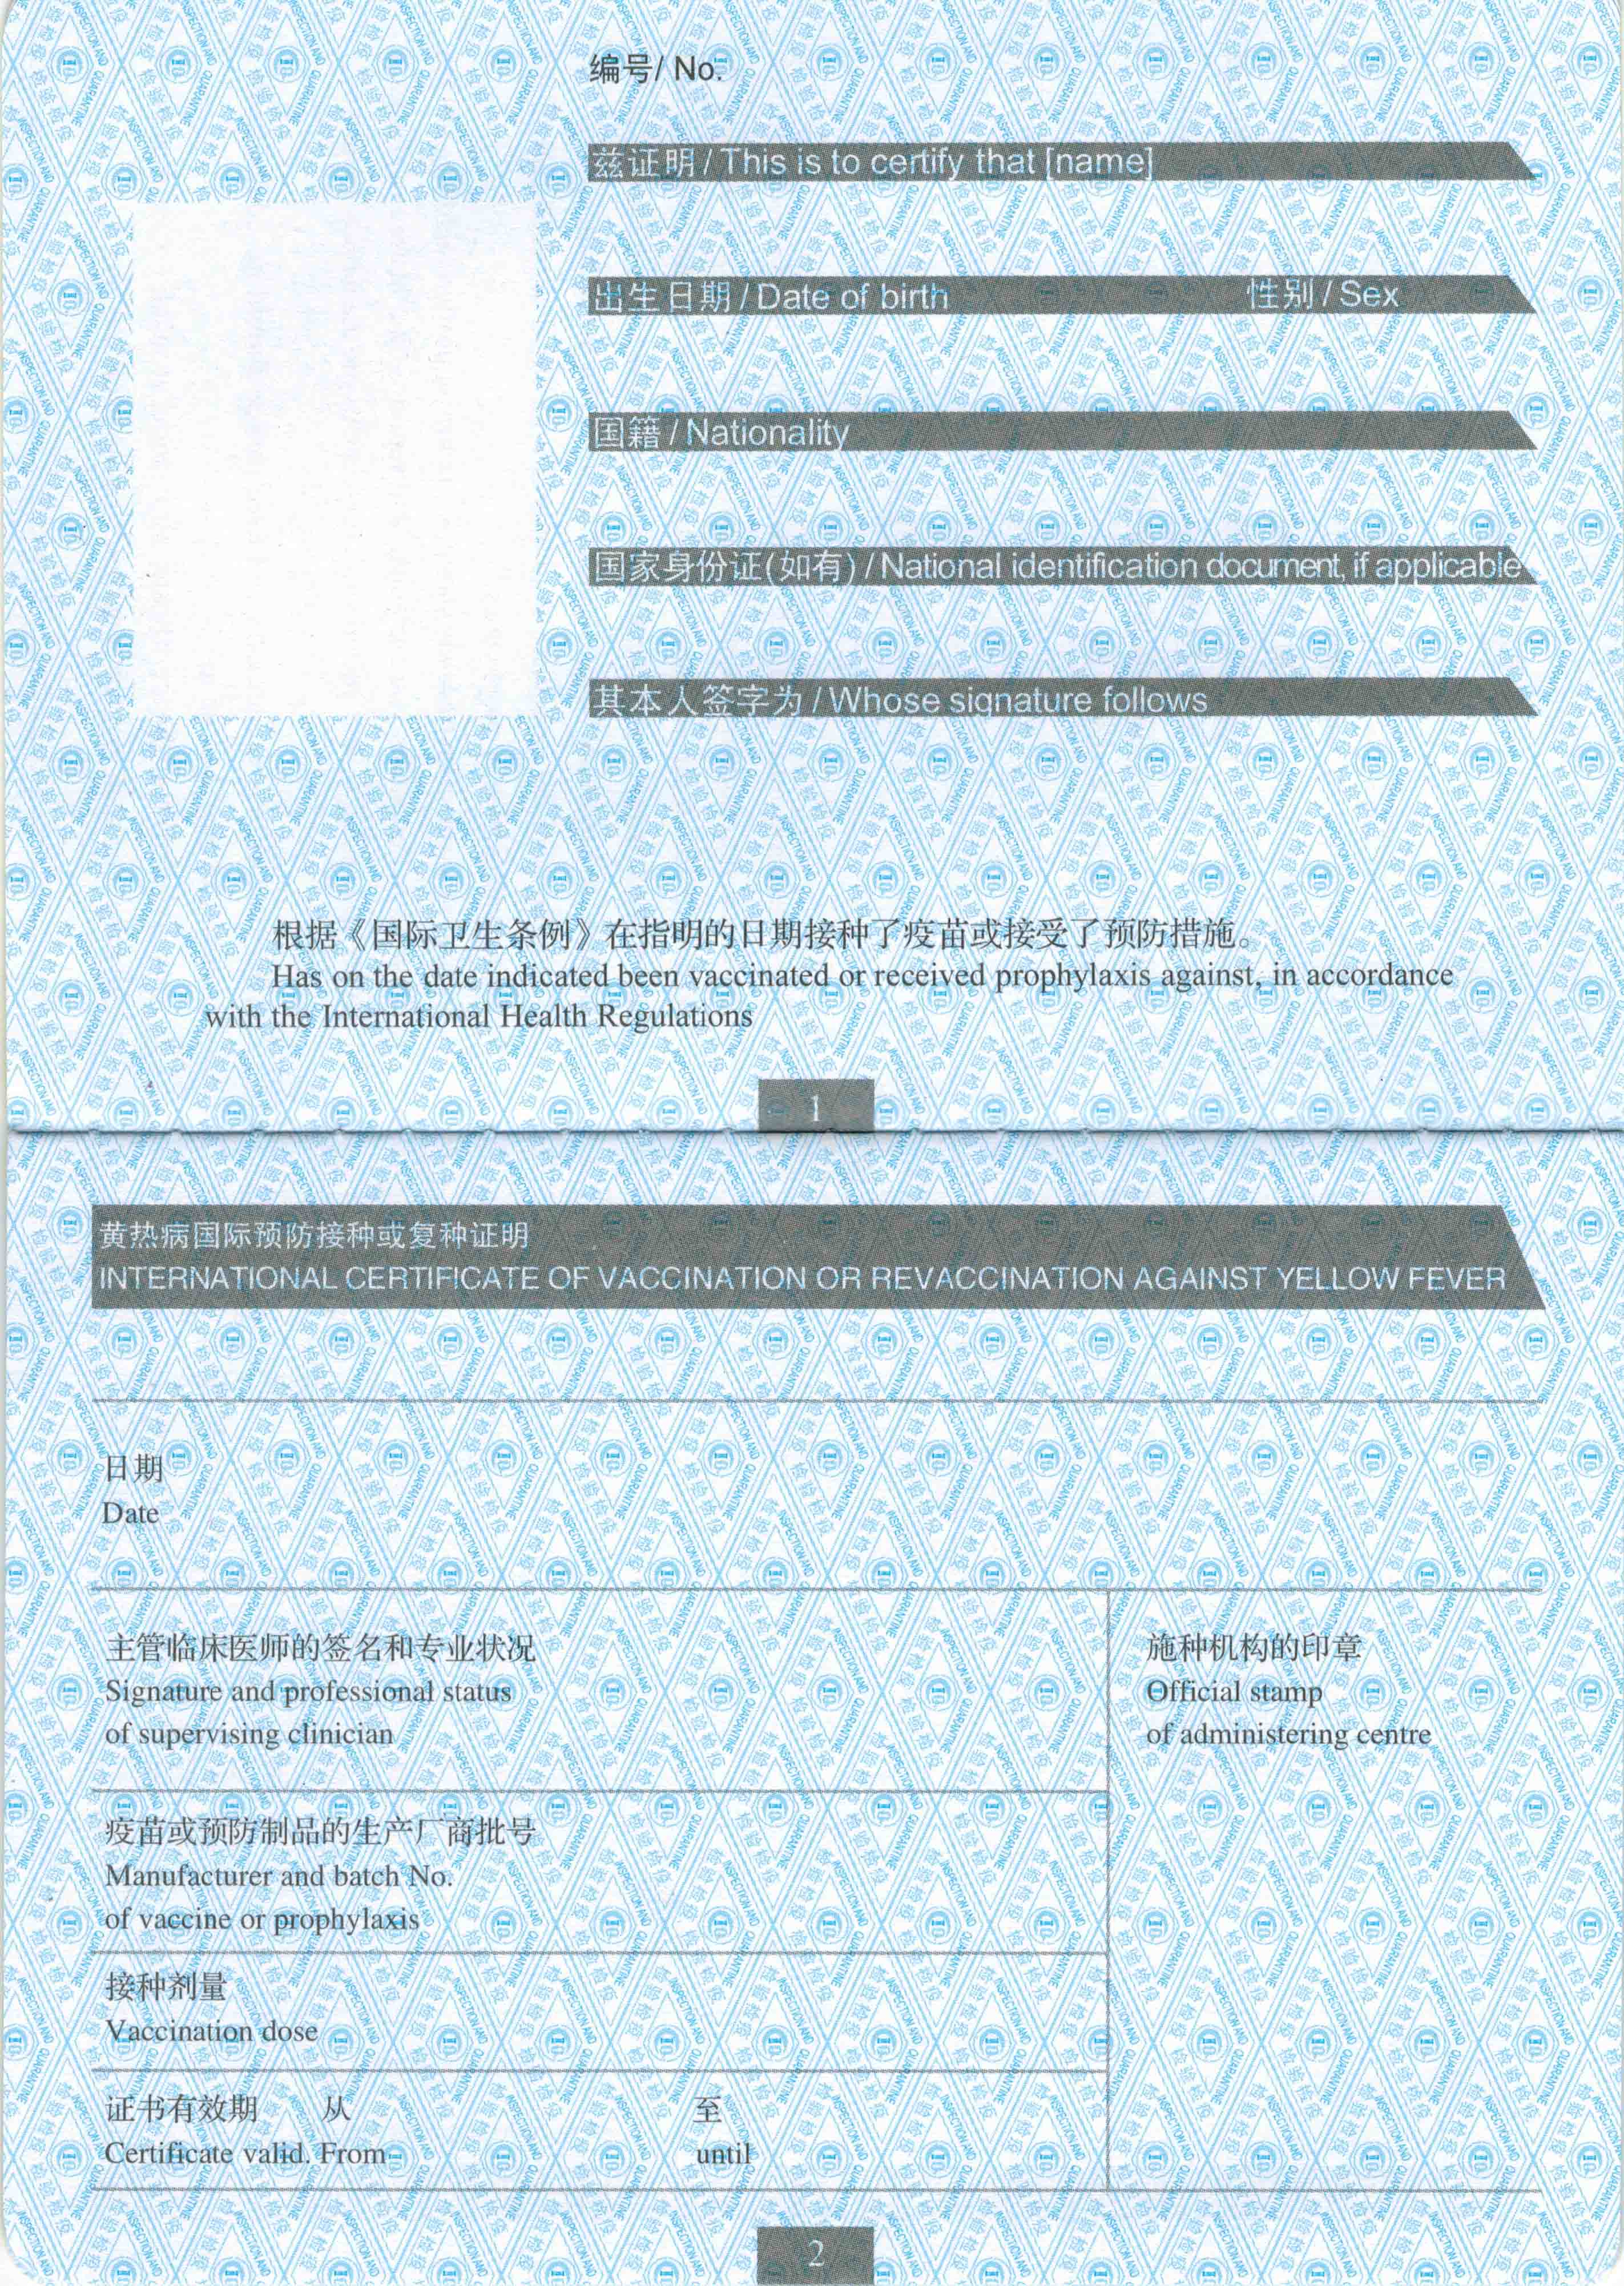 编号/ No.
兹证明 / This is to certify that [name]
出生日期 / Date of birth 性别 / Sex
国籍 / Nationality
国家身份证(如有) / National identification document, if applicable
其本人签字为 / Whose signature follows
根据《国际卫生条例》在指明的日期接种了疫苗或接受了预防措施。
Has on the date indicated been vaccinated or received prophylaxis against, in accordance
with the International Health Regulations
1
黄热病国际预防接种或复种证明
INTERNATIONAL CERTIFICATE OF VACCINATION OR REVACCINATION AGAINST YELLOW FEVER
日期
Date
主管临床医师的签名和专业状况
Signature and professional status
of supervising clinician
施种机构的印章
Official stamp
of administering centre
疫苗或预防制品的生产厂商批号
Manufacturer and batch No.
of vaccine or prophylaxis
接种剂量
Vaccination dose
证书有效期 从 至
Certificate valid. From until
2